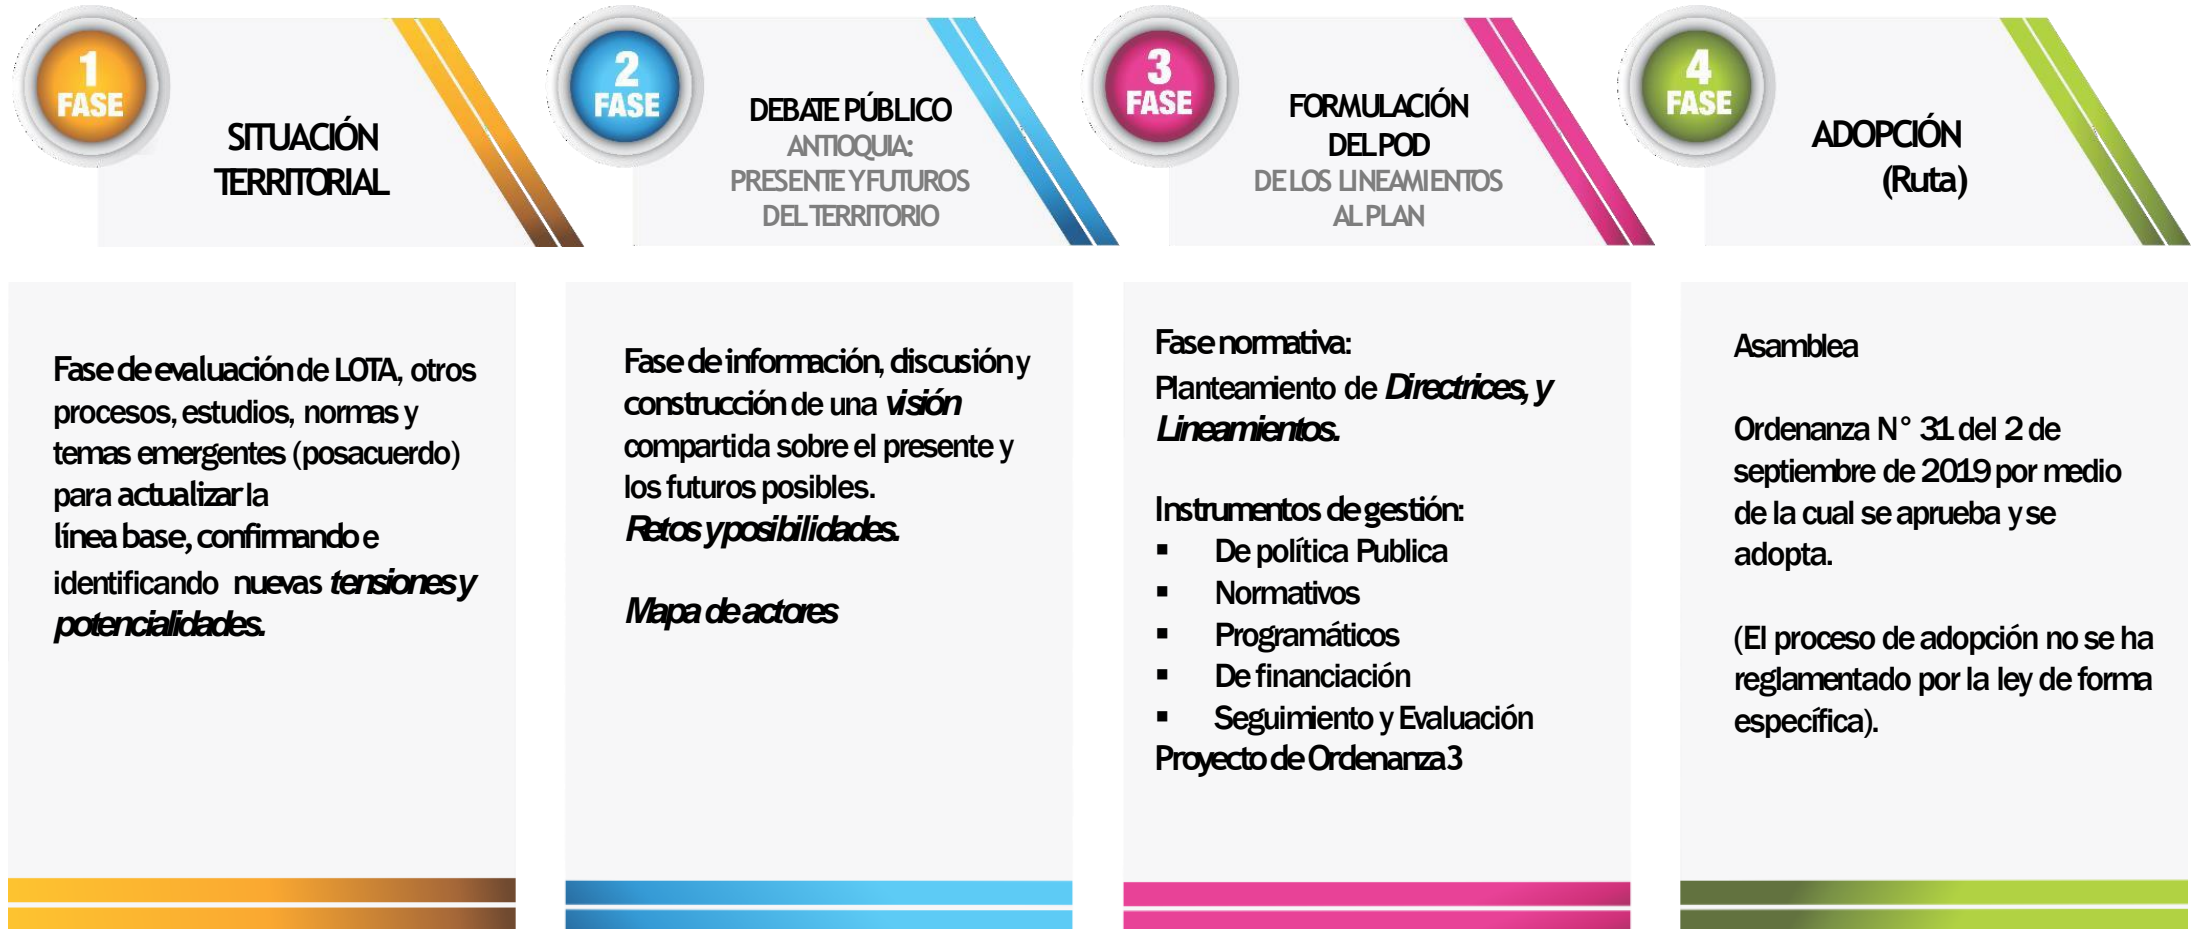 1
FASE
SITUACIÓN
TERRITORIAL
Fase de evaluación de LOTA, otros
procesos, estudios, normas y
temas emergentes (posacuerdo)
para actualizar la
línea base, confirmando e
identificando nuevas tensiones y
potencialidades.
2
FASE
DEBATE PÚBLICO
ANTIOQUIA:
PRESENTE Y FUTUROS
DEL TERRITORIO
Fase de información, discusión y
construcción de una visión
compartida sobre el presente y
los futuros posibles.
Retos y posibilidades.
Mapa de actores
3
FASE
FORMULACIÓN
DEL POD
DE LOS LINEAMIENTOS
AL PLAN
Fase normativa:
Planteamiento de Directrices, y
Lineamientos.
Instrumentos de gestión:
▪ De política Publica
▪ Normativos
▪ Programáticos
▪ De financiación
▪ Seguimiento y Evaluación
Proyecto de Ordenanza 3
4
FASE
ADOPCIÓN
(Ruta)
Asamblea
Ordenanza N° 31 del 2 de
septiembre de 2019 por medio
de la cual se aprueba y se
adopta.
(El proceso de adopción no se ha
reglamentado por la ley de forma
específica).